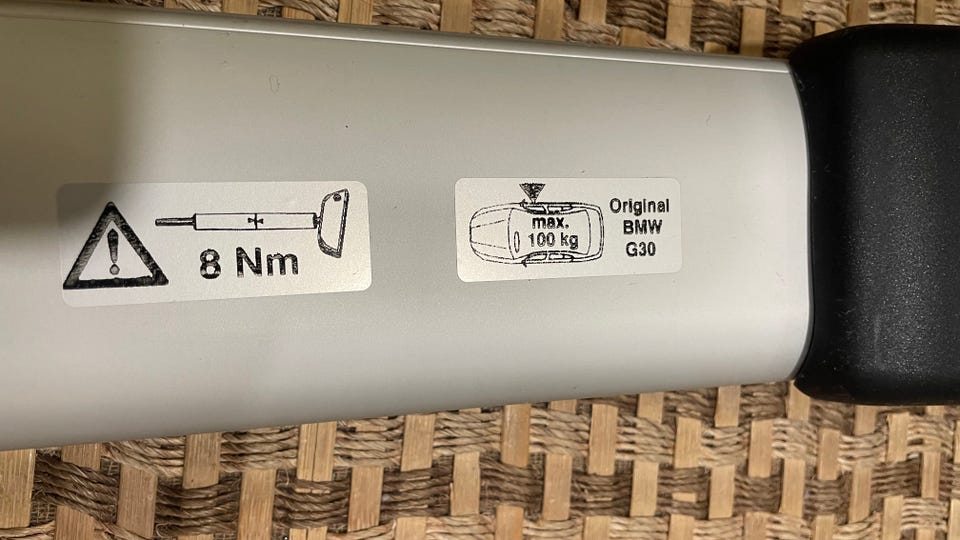 8 Nm
max.
100 kg
Original
BMW
G30